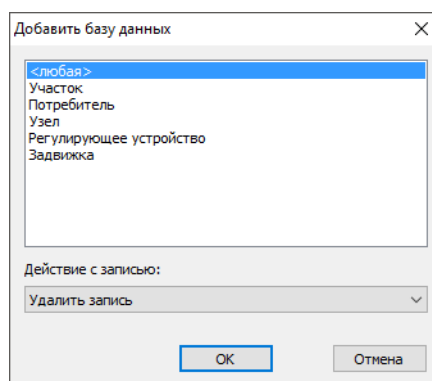 Добавить базу данных
<любая>
Участок
Потребитель
Узел
Регулирующее устройство
Задвижка
Действие с записью:
Удалить запись
OK
Отмена